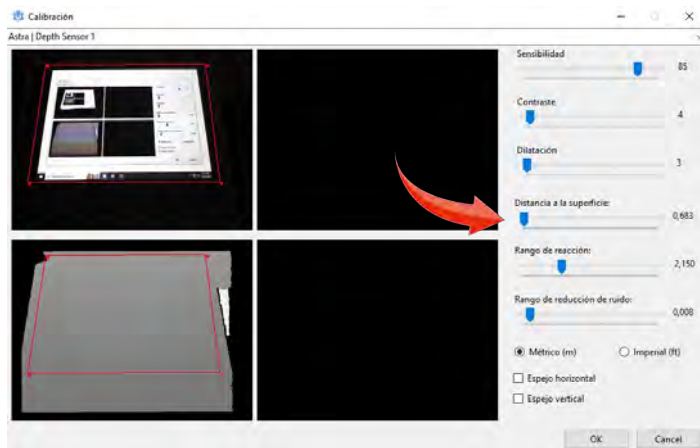 Calibración
Astra | Depth Sensor 1
Sensibilidad
85
Contraste
4
Dilatación
3
Distancia a la superficie:
0,683
Rango de reacción:
2,150
Rango de reducción de ruido:
0,008
Métrico (m)
Imperial (ft)
Espejo horizontal
Espejo vertical
OK
Cancel